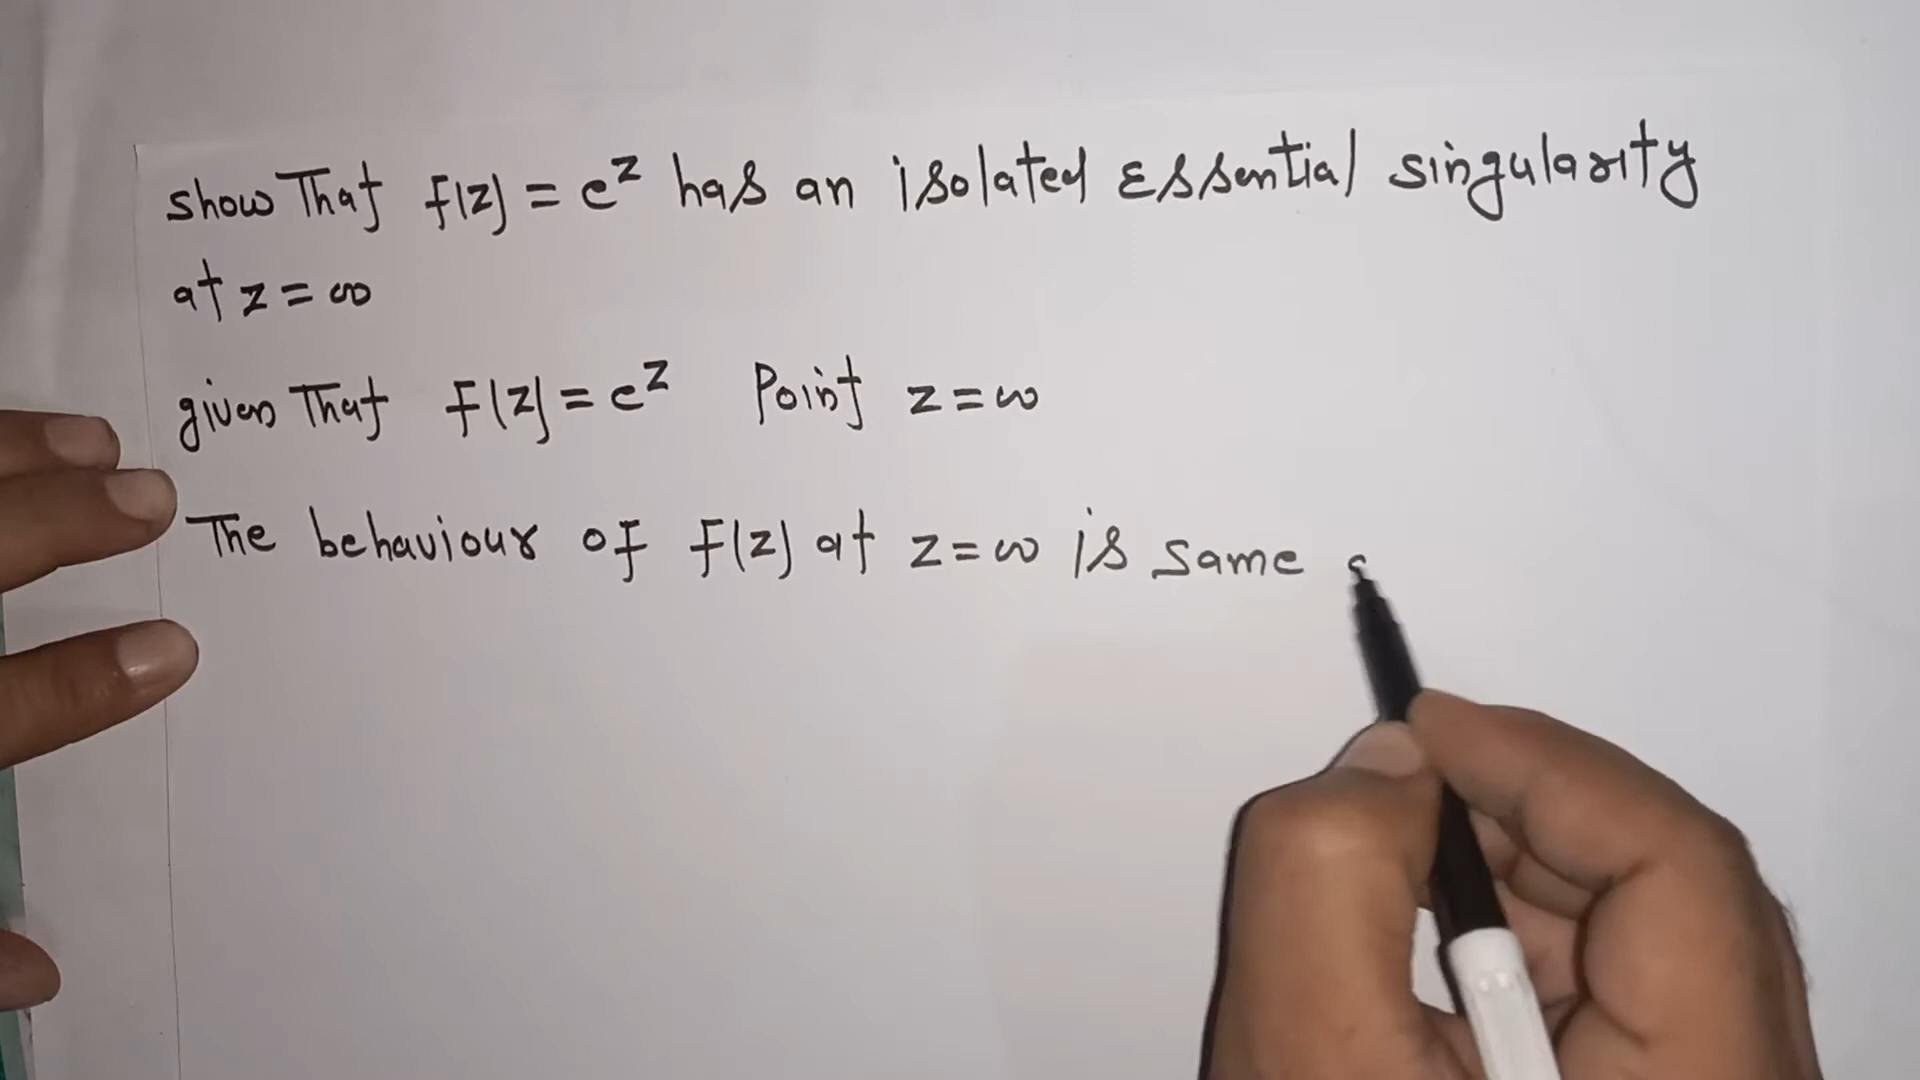 show That f(z) = e^z has an isolated Essential singularity
at z = ∞
given That f(z) = e^z Point z = ∞
The behaviour of f(z) at z = ∞ is same